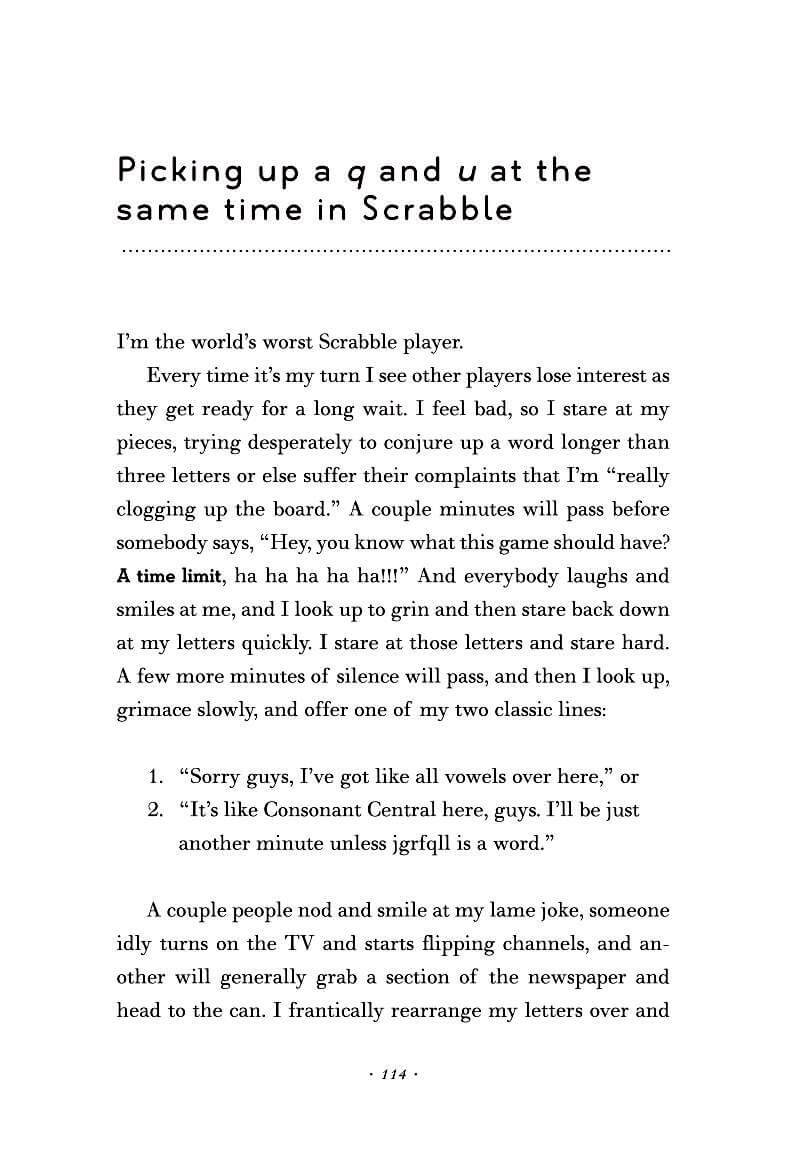 Picking up a q and u at the
same time in Scrabble
I’m the world’s worst Scrabble player.
Every time it’s my turn I see other players lose interest as
they get ready for a long wait. I feel bad, so I stare at my
pieces, trying desperately to conjure up a word longer than
three letters or else suffer their complaints that I’m “really
clogging up the board.” A couple minutes will pass before
somebody says, “Hey, you know what this game should have?
A time limit, ha ha ha ha ha!!!” And everybody laughs and
smiles at me, and I look up to grin and then stare back down
at my letters quickly. I stare at those letters and stare hard.
A few more minutes of silence will pass, and then I look up,
grimace slowly, and offer one of my two classic lines:
1. “Sorry guys, I’ve got like all vowels over here,” or
2. “It’s like Consonant Central here, guys. I’ll be just
another minute unless jgrfqll is a word.”
A couple people nod and smile at my lame joke, someone
idly turns on the TV and starts flipping channels, and an-
other will generally grab a section of the newspaper and
head to the can. I frantically rearrange my letters over and
· 114 ·